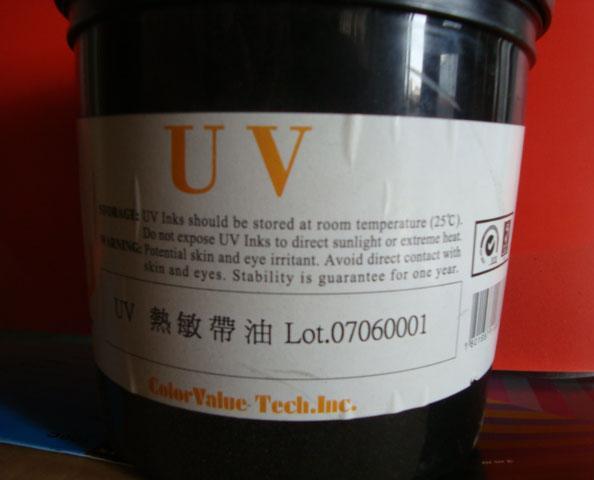 UV
STORAGE: UV Inks should be stored at room temperature (25℃).
Do not expose UV Inks to direct sunlight or extreme heat.
WARNING: Potential skin and eye irritant. Avoid direct contact with
skin and eyes. Stability is guarantee for one year.
UV 熱敏帶油 Lot.07060001
ColorValue Tech.Inc.